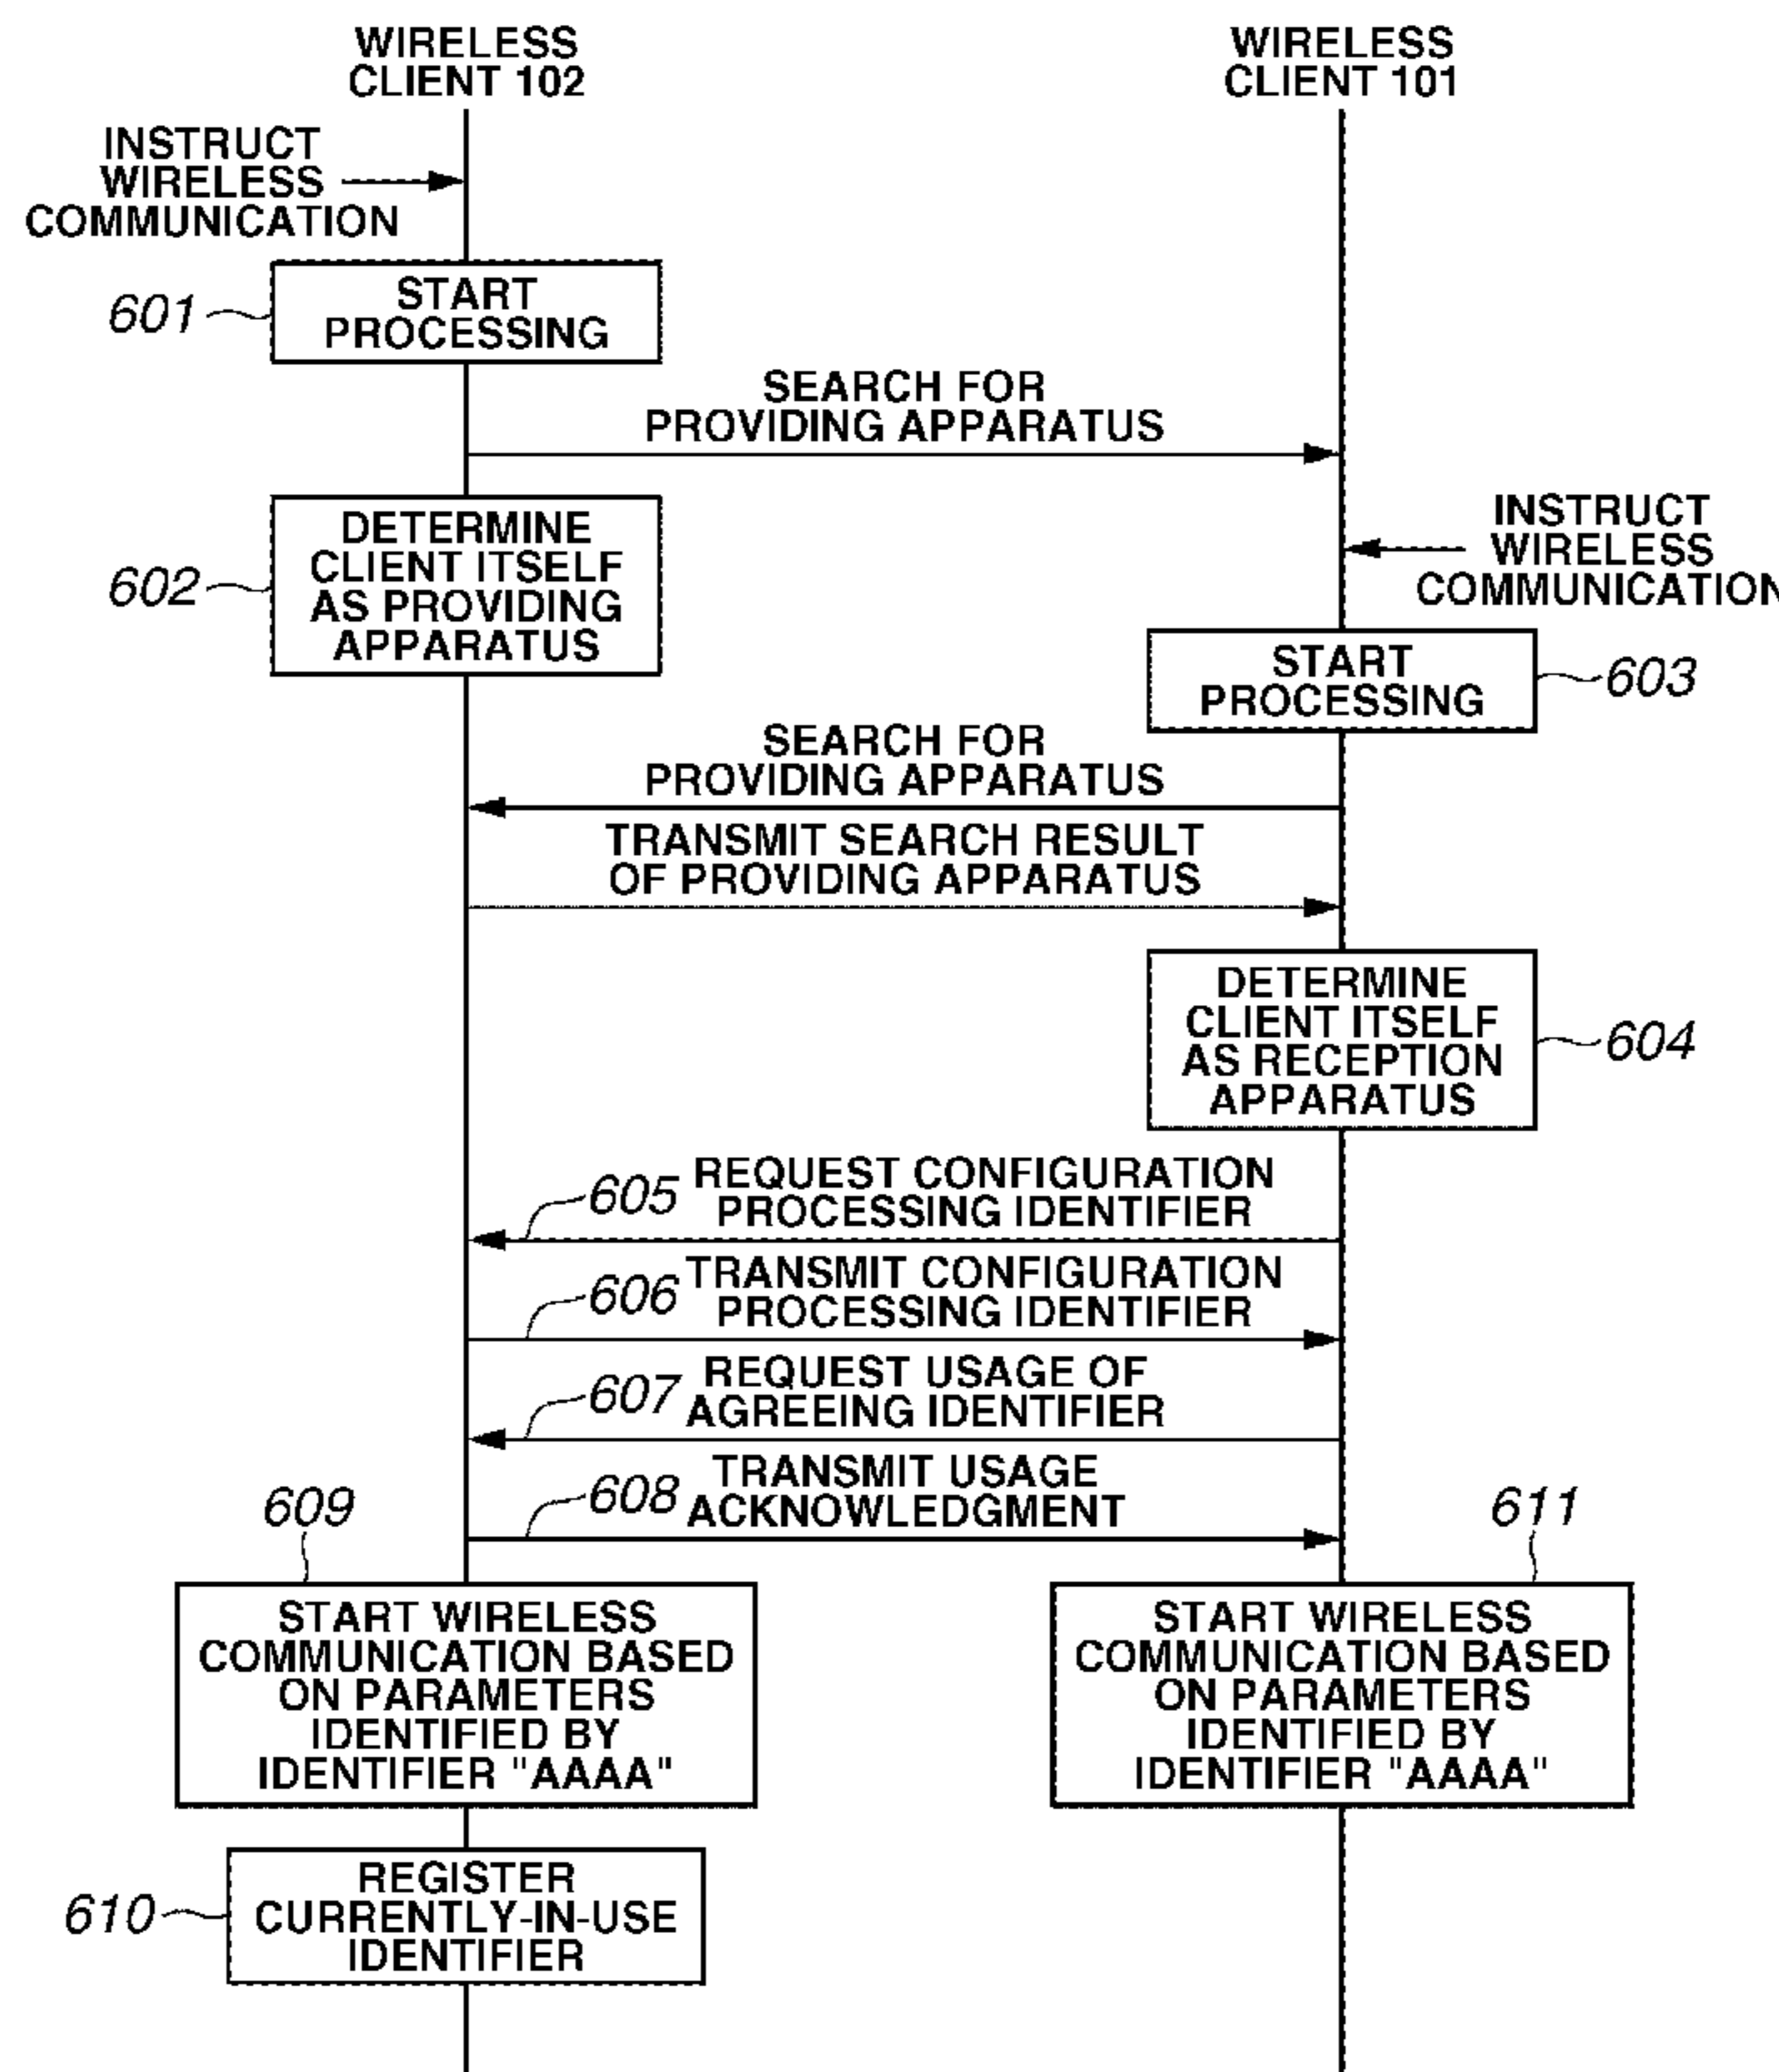 WIRELESS
CLIENT 102
WIRELESS
CLIENT 101
INSTRUCT
WIRELESS
COMMUNICATION
601
START
PROCESSING
SEARCH FOR
PROVIDING APPARATUS
602
DETERMINE
CLIENT ITSELF
AS PROVIDING
APPARATUS
INSTRUCT
WIRELESS
COMMUNICATION
START
PROCESSING
603
SEARCH FOR
PROVIDING APPARATUS
TRANSMIT SEARCH RESULT
OF PROVIDING APPARATUS
DETERMINE
CLIENT ITSELF
AS RECEPTION
APPARATUS
604
605
REQUEST CONFIGURATION
PROCESSING IDENTIFIER
606
TRANSMIT CONFIGURATION
PROCESSING IDENTIFIER
607
REQUEST USAGE OF
AGREEING IDENTIFIER
608
TRANSMIT USAGE
ACKNOWLEDGMENT
609
611
START WIRELESS
COMMUNICATION BASED
ON PARAMETERS
IDENTIFIED BY
IDENTIFIER "AAAA"
START WIRELESS
COMMUNICATION BASED
ON PARAMETERS
IDENTIFIED BY
IDENTIFIER "AAAA"
610
REGISTER
CURRENTLY-IN-USE
IDENTIFIER